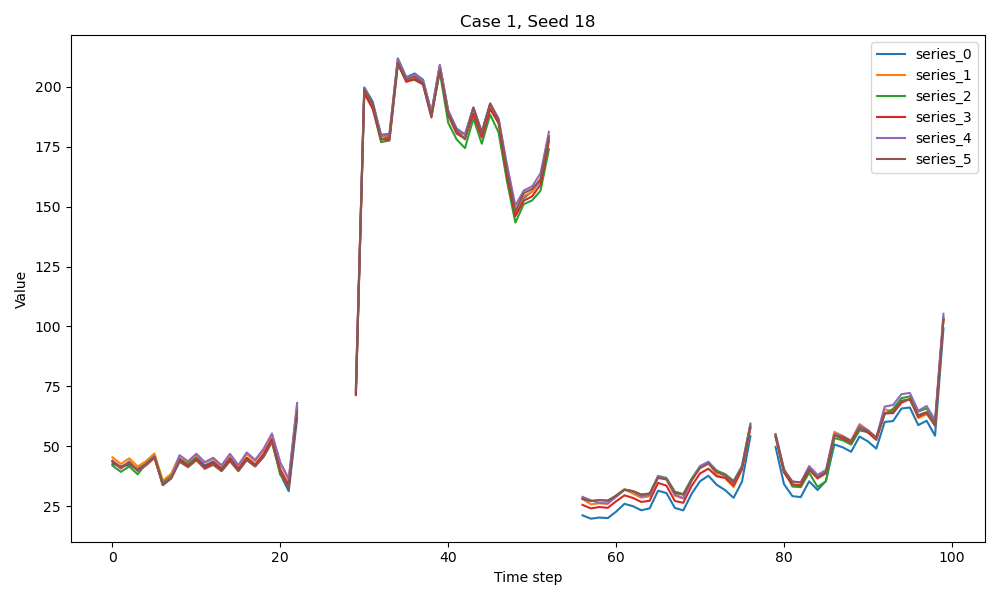 Case 1, Seed 18
series_0
series_1
series_2
series_3
series_4
series_5
200
175
150
125
100
75
50
25
Value
0 20 40 60 80 100
Time step